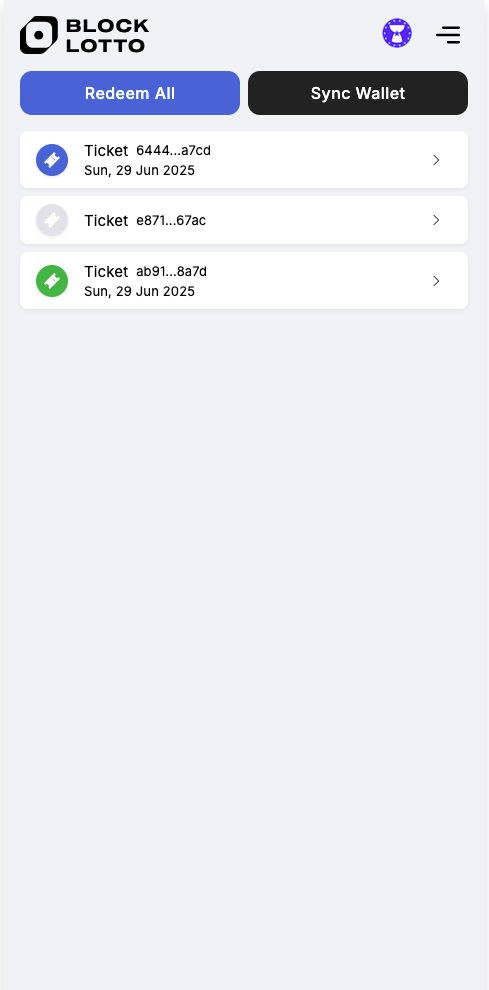 BLOCK
LOTTO
Redeem All
Sync Wallet
Ticket 6444...a7cd
Sun, 29 Jun 2025
Ticket e871...67ac
Ticket ab91...8a7d
Sun, 29 Jun 2025